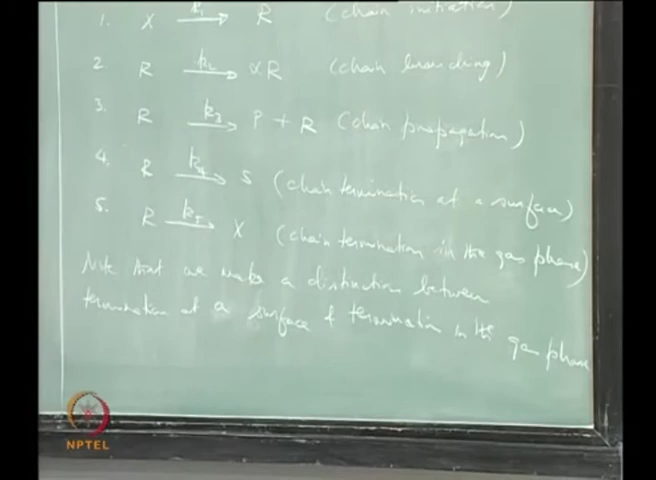 1. X k₁→ R (chain initiation)
2 R k₂→ αR (chain branching)
3. R k₃→ P + R (chain propagation)
4. R k₄→ S (chain termination at a surface)
5. R k₅→ X (chain termination in the gas phase)
Note that we make a distinction between
termination at a surface & termination in the gas phase
NPTEL